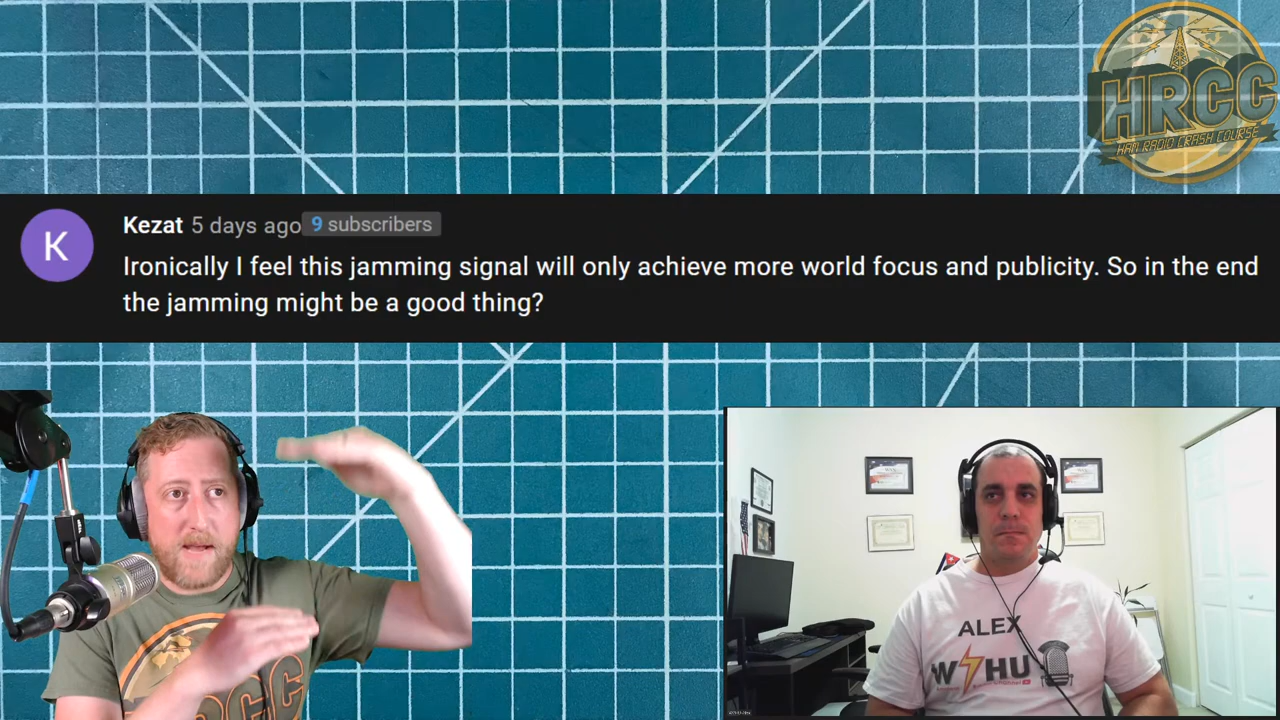 HRCC
HAM RADIO CRASH COURSE
Kezat 5 days ago 9 subscribers
K
Ironically I feel this jamming signal will only achieve more world focus and publicity. So in the end
the jamming might be a good thing?
ALEX
HRCC